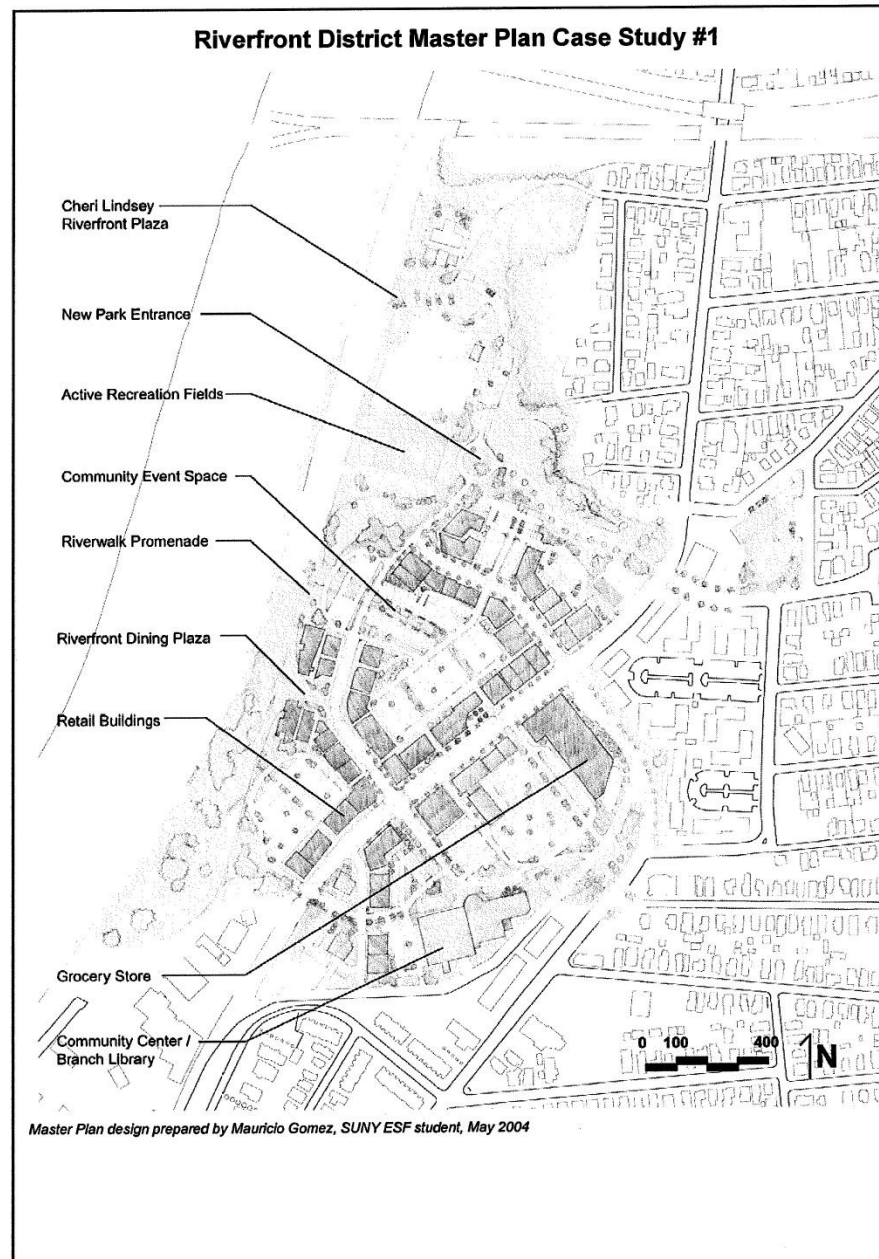 Riverfront District Master Plan Case Study #1
Cheri Lindsey
Riverfront Plaza
New Park Entrance
Active Recreation Fields
Community Event Space
Riverwalk Promenade
Riverfront Dining Plaza
Retail Buildings
Grocery Store
Community Center /
Branch Library
0 100 400
N
Master Plan design prepared by Mauricio Gomez, SUNY ESF student, May 2004